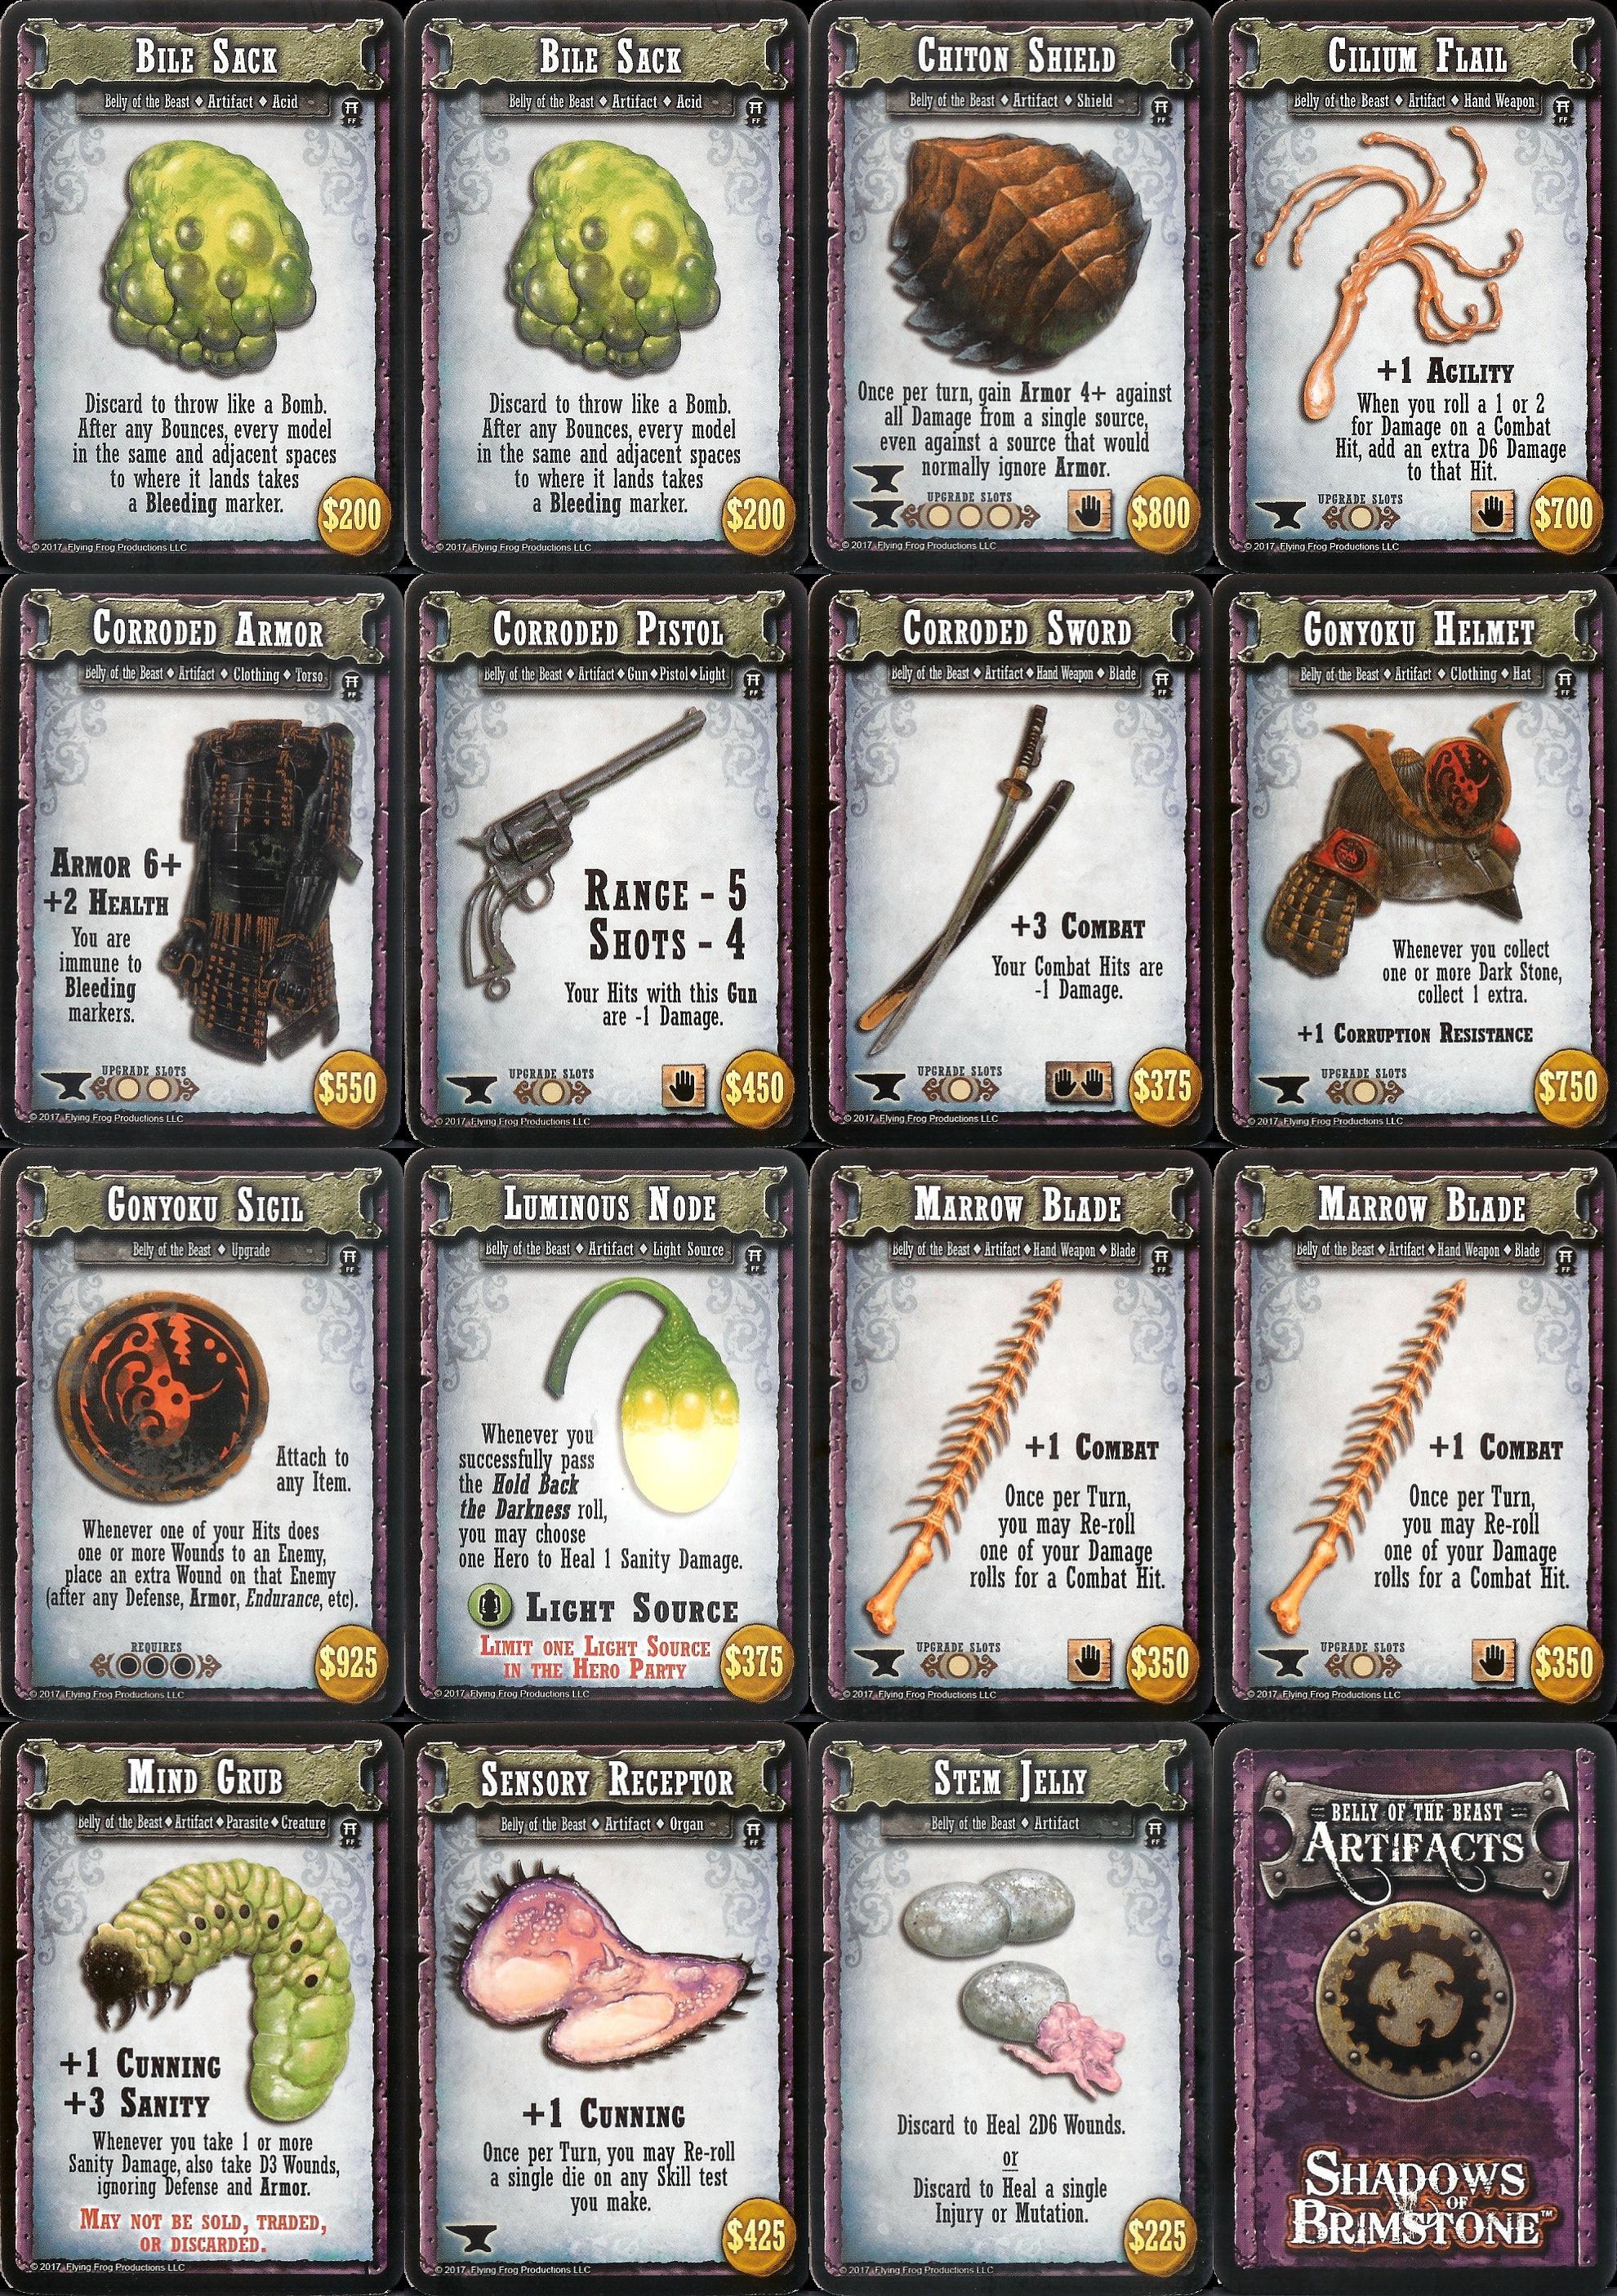 BILE SACK
Belly of the Beast ♦ Artifact ♦ Acid
FF
Discard to throw like a Bomb.
After any Bounces, every model
in the same and adjacent spaces
to where it lands takes
a Bleeding marker.
$200
© 2017 Flying Frog Productions LLC
BILE SACK
Belly of the Beast ♦ Artifact ♦ Acid
FF
Discard to throw like a Bomb.
After any Bounces, every model
in the same and adjacent spaces
to where it lands takes
a Bleeding marker.
$200
© 2017 Flying Frog Productions LLC
CHITON SHIELD
Belly of the Beast ♦ Artifact ♦ Shield
FF
Once per turn, gain Armor 4+ against
all Damage from a single source,
even against a source that would
normally ignore Armor.
UPGRADE SLOTS
$800
© 2017 Flying Frog Productions LLC
CILIUM FLAIL
Belly of the Beast ♦ Artifact ♦ Hand Weapon
FF
+1 AGILITY
When you roll a 1 or 2
for Damage on a Combat
Hit, add an extra D6 Damage
to that Hit.
UPGRADE SLOTS
$700
© 2017 Flying Frog Productions LLC
CORRODED ARMOR
Belly of the Beast ♦ Artifact ♦ Clothing ♦ Torso
FF
ARMOR 6+
+2 HEALTH
You are
immune to
Bleeding
markers.
UPGRADE SLOTS
$550
© 2017 Flying Frog Productions LLC
CORRODED PISTOL
Belly of the Beast ♦ Artifact ♦ Gun ♦ Pistol ♦ Light
FF
RANGE - 5
SHOTS - 4
Your Hits with this Gun
are -1 Damage.
UPGRADE SLOTS
$450
© 2017 Flying Frog Productions LLC
CORRODED SWORD
Belly of the Beast ♦ Artifact ♦ Hand Weapon ♦ Blade
FF
+3 COMBAT
Your Combat Hits are
-1 Damage.
UPGRADE SLOTS
$375
© 2017 Flying Frog Productions LLC
GONYOKU HELMET
Belly of the Beast ♦ Artifact ♦ Clothing ♦ Hat
FF
Whenever you collect
one or more Dark Stone,
collect 1 extra.
+1 CORRUPTION RESISTANCE
UPGRADE SLOTS
$750
© 2017 Flying Frog Productions LLC
GONYOKU SIGIL
Belly of the Beast ♦ Upgrade
FF
Attach to
any Item.
Whenever one of your Hits does
one or more Wounds to an Enemy,
place an extra Wound on that Enemy
(after any Defense, Armor, Endurance, etc).
REQUIRES
$925
© 2017 Flying Frog Productions LLC
LUMINOUS NODE
Belly of the Beast ♦ Artifact ♦ Light Source
FF
Whenever you
successfully pass
the Hold Back
the Darkness roll,
you may choose
one Hero to Heal 1 Sanity Damage.
LIGHT SOURCE
LIMIT ONE LIGHT SOURCE
IN THE HERO PARTY
$375
© 2017 Flying Frog Productions LLC
MARROW BLADE
Belly of the Beast ♦ Artifact ♦ Hand Weapon ♦ Blade
FF
+1 COMBAT
Once per Turn,
you may Re-roll
one of your Damage
rolls for a Combat Hit.
UPGRADE SLOTS
$350
© 2017 Flying Frog Productions LLC
MARROW BLADE
Belly of the Beast ♦ Artifact ♦ Hand Weapon ♦ Blade
FF
+1 COMBAT
Once per Turn,
you may Re-roll
one of your Damage
rolls for a Combat Hit.
UPGRADE SLOTS
$350
© 2017 Flying Frog Productions LLC
MIND GRUB
Belly of the Beast ♦ Artifact ♦ Parasite ♦ Creature
FF
+1 CUNNING
+3 SANITY
Whenever you take 1 or more
Sanity Damage, also take D3 Wounds,
ignoring Defense and Armor.
MAY NOT BE SOLD, TRADED,
OR DISCARDED.
© 2017 Flying Frog Productions LLC
SENSORY RECEPTOR
Belly of the Beast ♦ Artifact ♦ Organ
FF
+1 CUNNING
Once per Turn, you may Re-roll
a single die on any Skill test
you make.
$425
© 2017 Flying Frog Productions LLC
STEM JELLY
Belly of the Beast ♦ Artifact
FF
Discard to Heal 2D6 Wounds.
or
Discard to Heal a single
Injury or Mutation.
$225
© 2017 Flying Frog Productions LLC
BELLY OF THE BEAST
ARTIFACTS
SHADOWS
OF
BRIMSTONE™